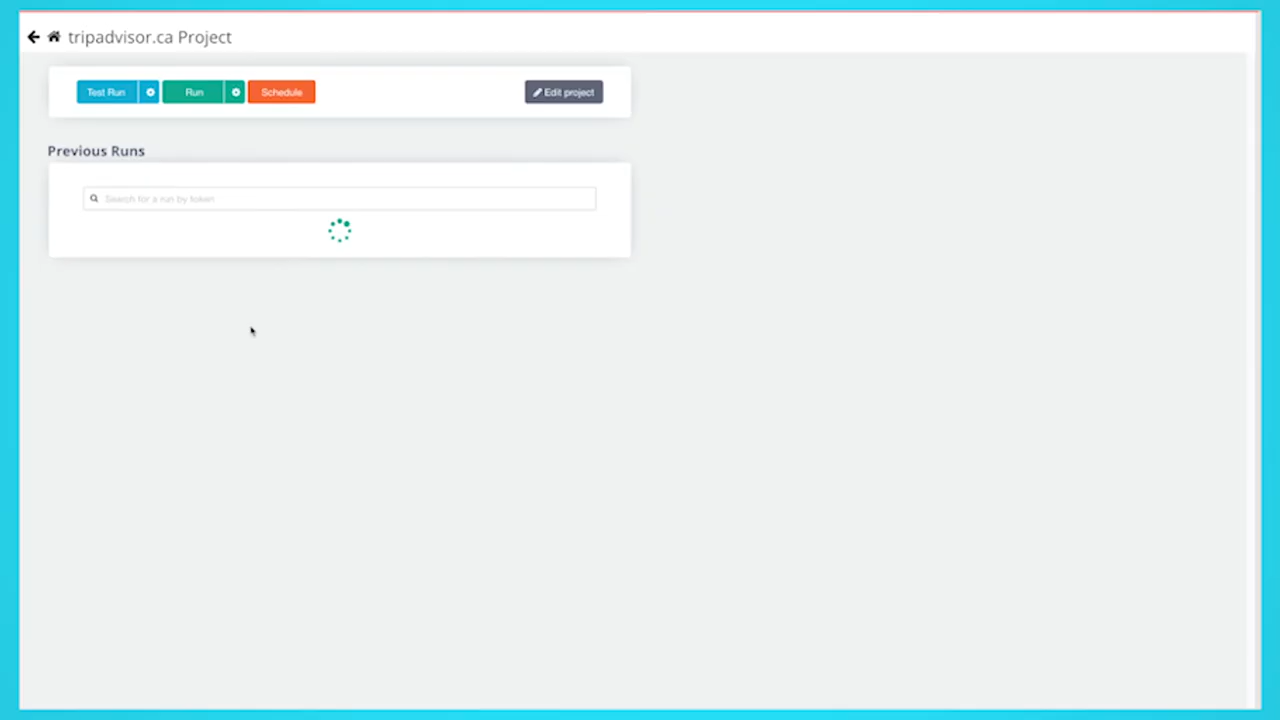 tripadvisor.ca Project
Test Run Run Schedule Edit project
Previous Runs
Search for a run by token